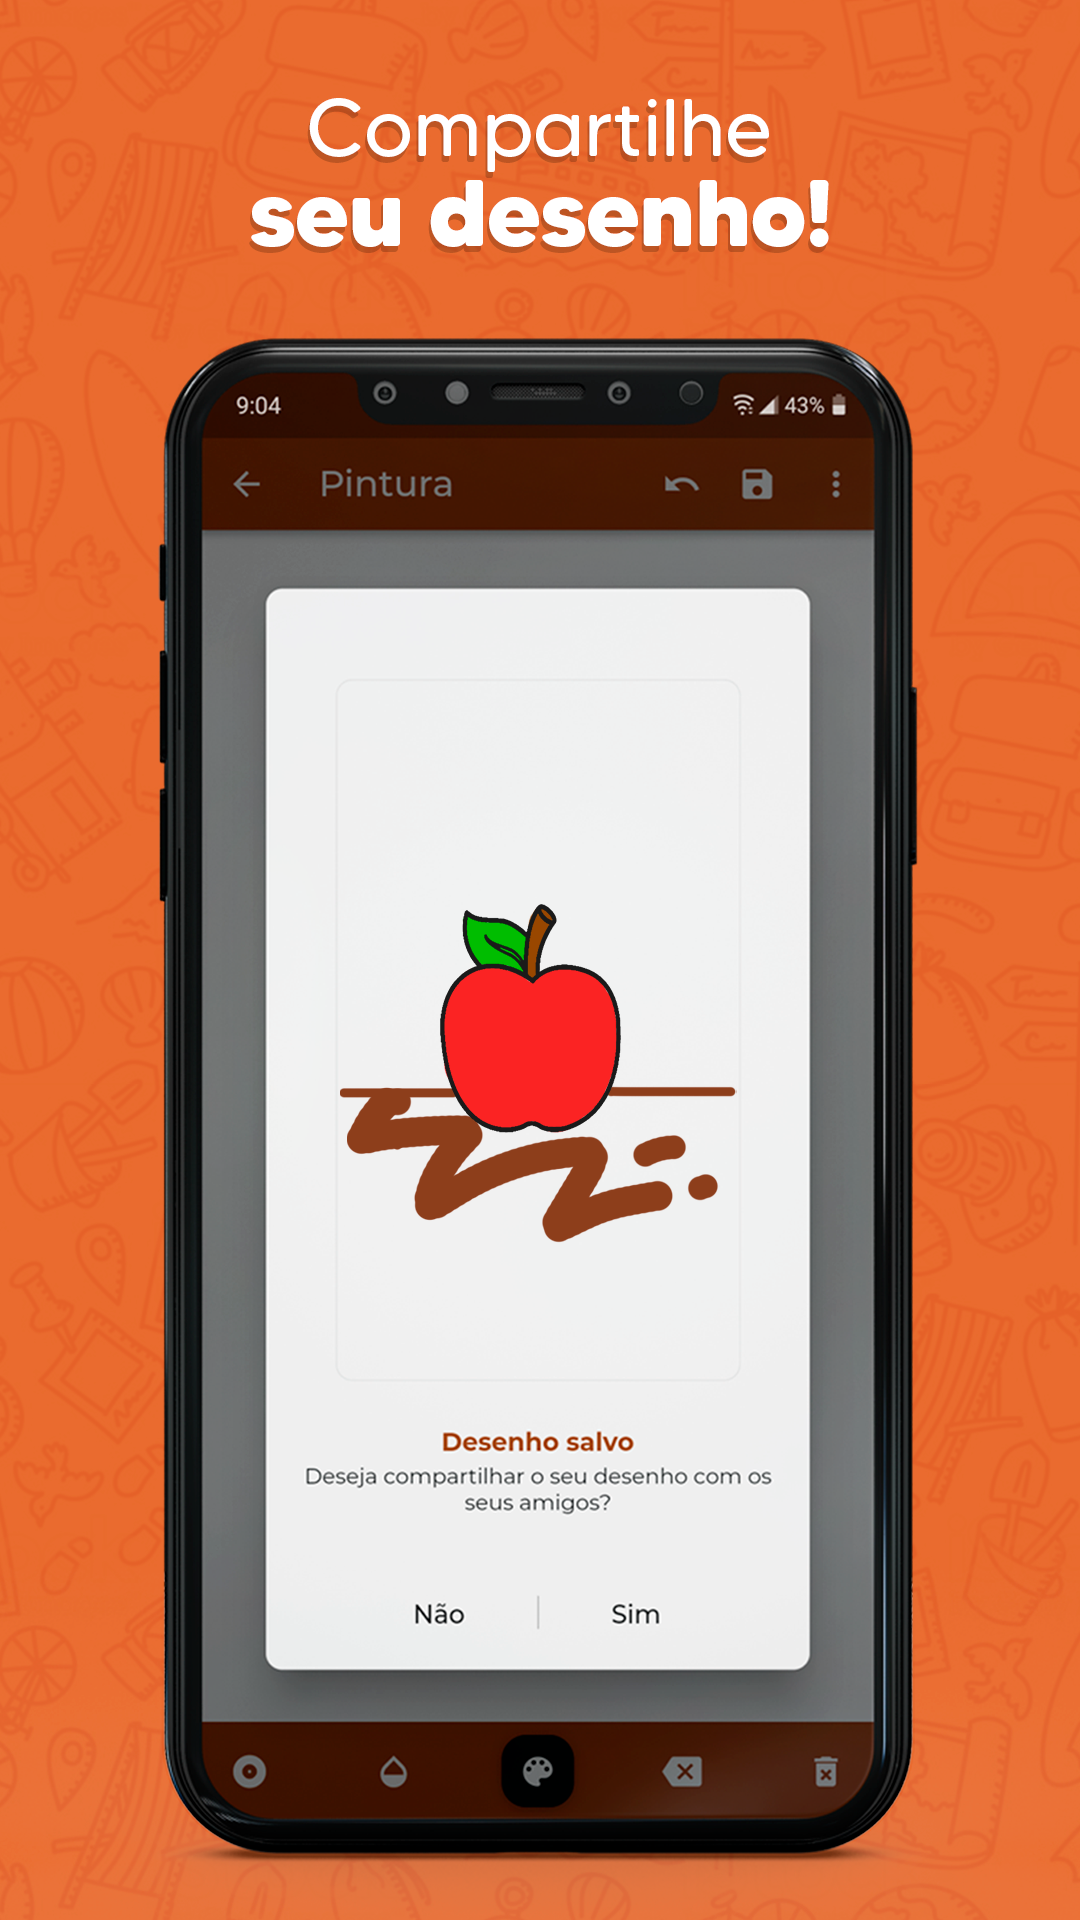 Compartilhe
seu desenho!
9:04
43%
Pintura
Desenho salvo
Deseja compartilhar o seu desenho com os
seus amigos?
Não
Sim